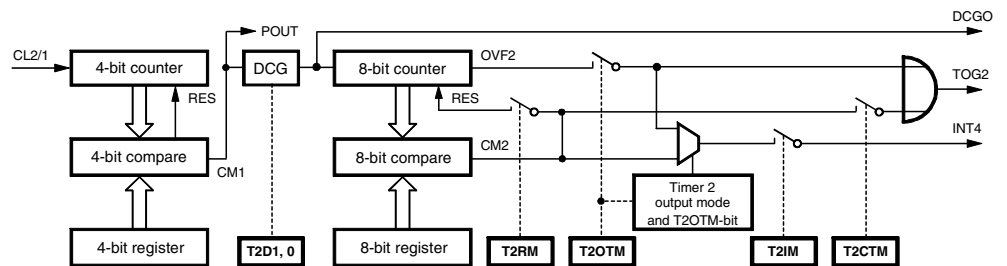 DCGO
POUT
CL2/1
4-bit counter
DCG
8-bit counter
OVF2
TOG2
RES
RES
INT4
4-bit compare
CM1
8-bit compare
CM2
Timer 2
output mode
and T2OTM-bit
4-bit register
T2D1, 0
8-bit register
T2RM
T2OTM
T2IM
T2CTM